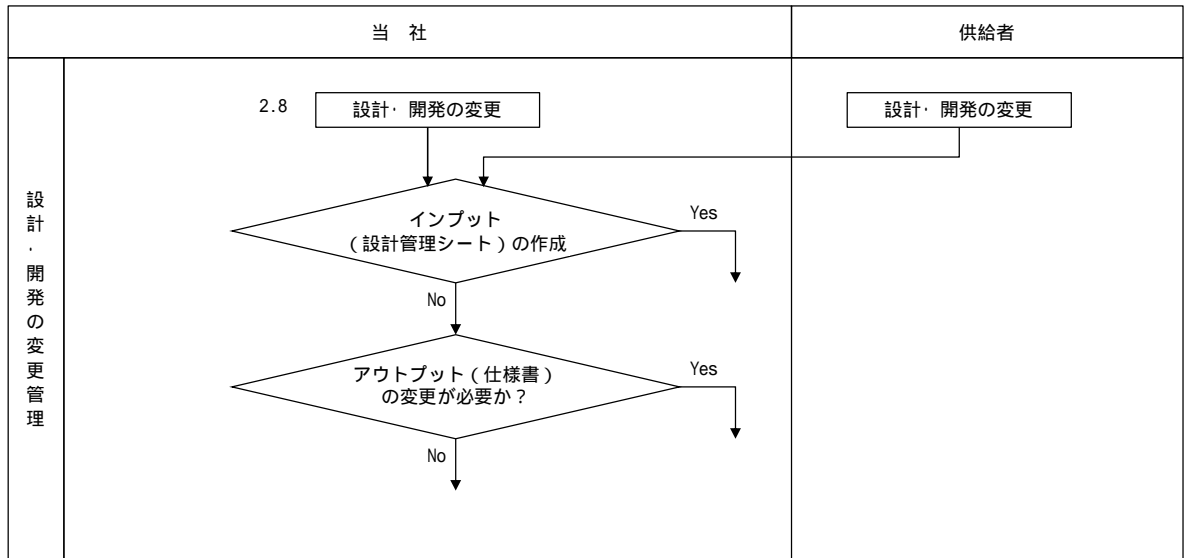 当　社
供給者
2.8
設計・開発の変更
設計・開発の変更
設計・開発の変更管理
インプット
（設計管理シート）の作成
Yes
No
アウトプット（仕様書）
の変更が必要か？
Yes
No